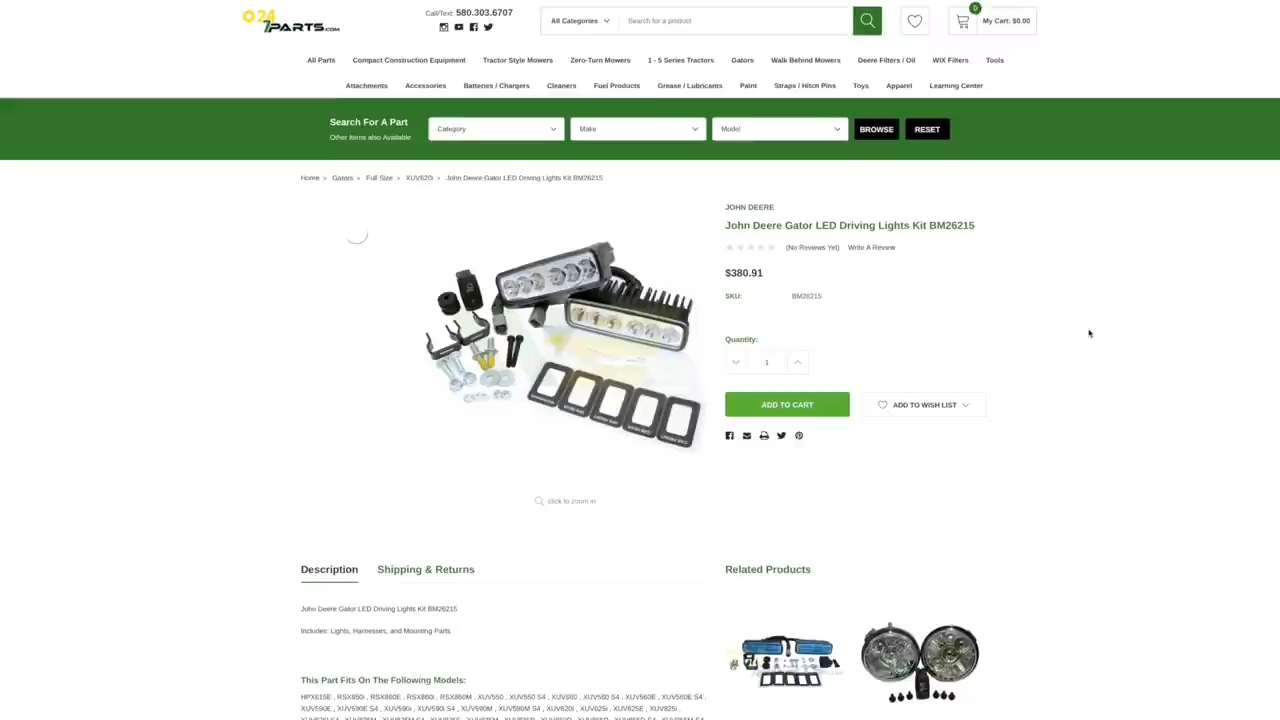 024
7PARTS.COM
Call/Text: 580.303.6707
All Categories
Search for a product
0
My Cart: $0.00
All Parts
Compact Construction Equipment
Tractor Style Mowers
Zero-Turn Mowers
1 - 5 Series Tractors
Gators
Walk Behind Mowers
Deere Filters / Oil
WIX Filters
Tools
Attachments
Accessories
Batteries / Chargers
Cleaners
Fuel Products
Grease / Lubricants
Paint
Straps / Hitch Pins
Toys
Apparel
Learning Center
Search For A Part
Other Items also Available
Category
Make
Model
BROWSE
RESET
Home > Gators > Full Size > XUV620i > John Deere Gator LED Driving Lights Kit BM26215
JOHN DEERE
John Deere Gator LED Driving Lights Kit BM26215
(No Reviews Yet) Write A Review
$380.91
SKU: BM26215
Quantity:
1
ADD TO CART
ADD TO WISH LIST
click to zoom in
Description
Shipping & Returns
John Deere Gator LED Driving Lights Kit BM26215
Includes: Lights, Harnesses, and Mounting Parts
This Part Fits On The Following Models:
HPX615E , RSX850i , RSX860E , RSX860i , RSX860M , XUV550 , XUV550 S4 , XUV560 , XUV560 S4 , XUV560E , XUV560E S4 ,
XUV590E , XUV590E S4 , XUV590i , XUV590i S4 , XUV590M , XUV590M S4 , XUV620i , XUV625i , XUV825E , XUV825i ,
Related Products